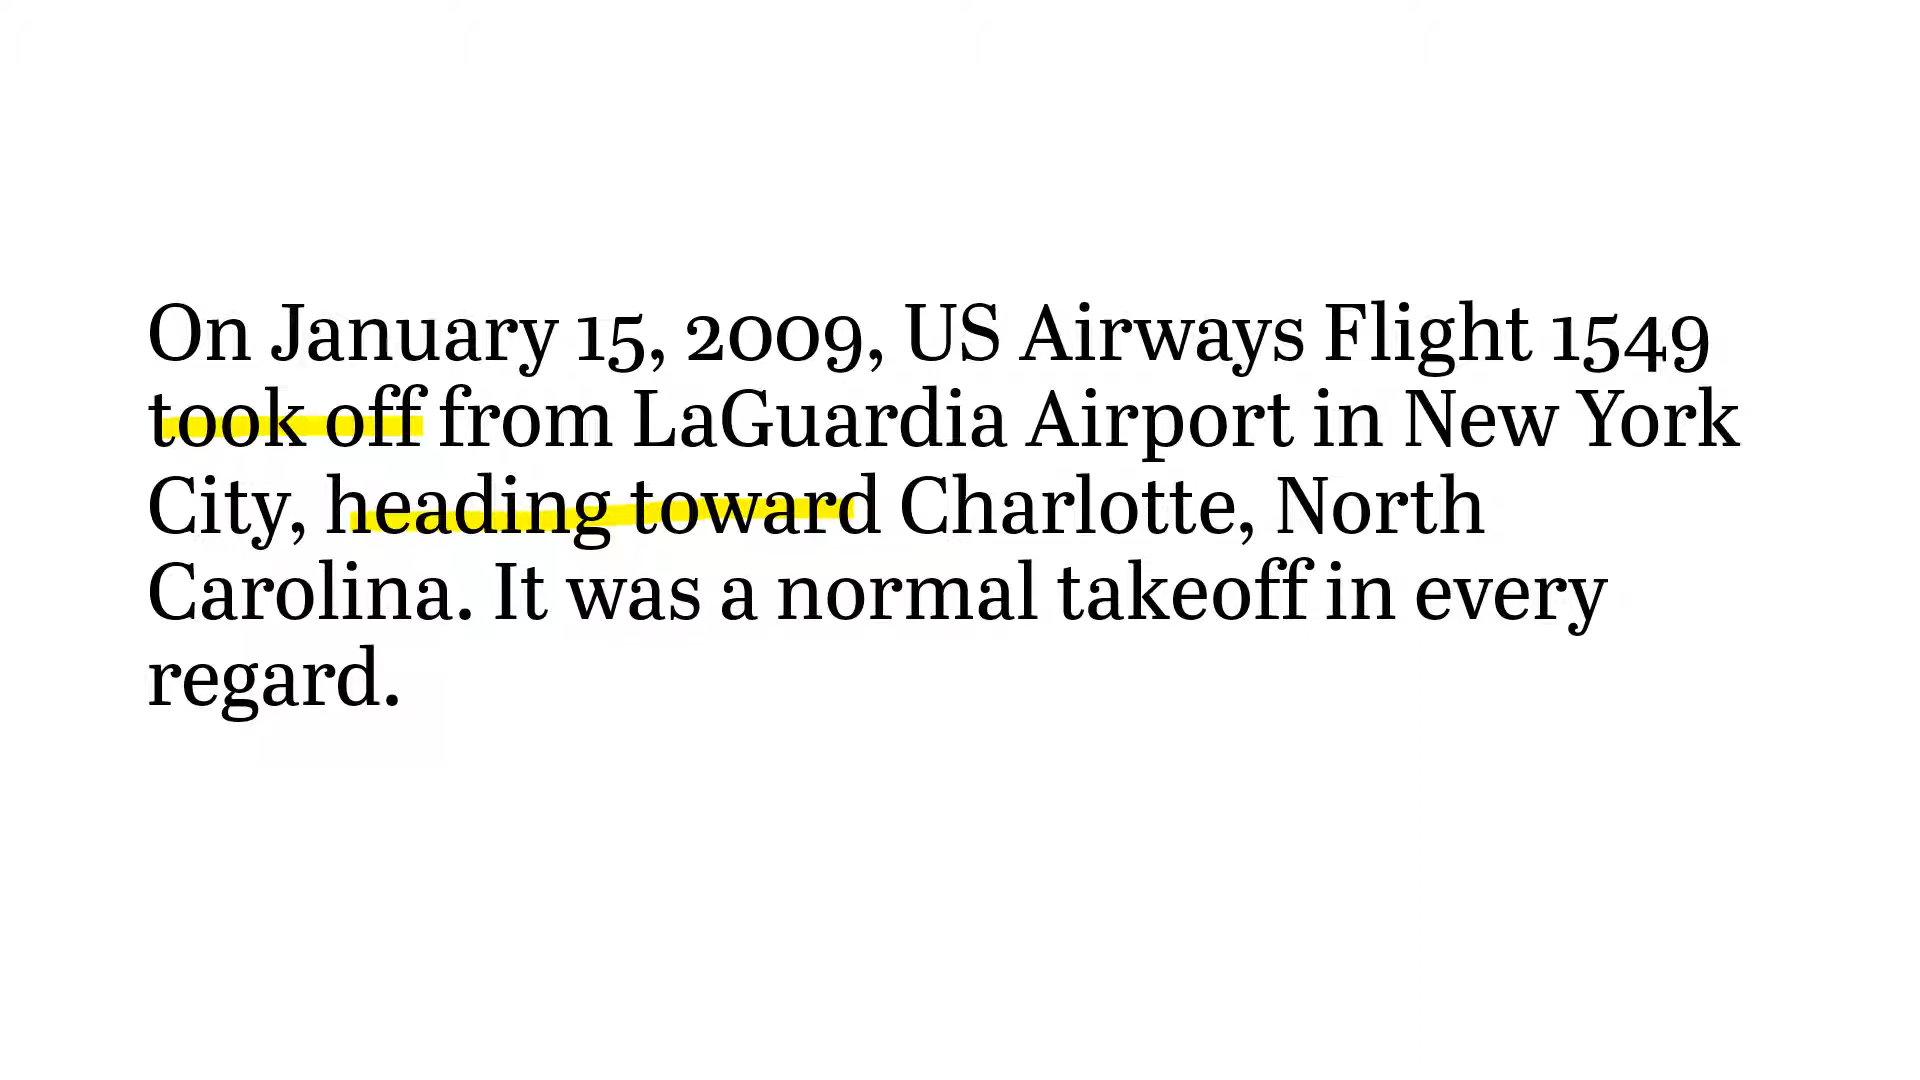 On January 15, 2009, US Airways Flight 1549
took off from LaGuardia Airport in New York
City, heading toward Charlotte, North
Carolina. It was a normal takeoff in every
regard.